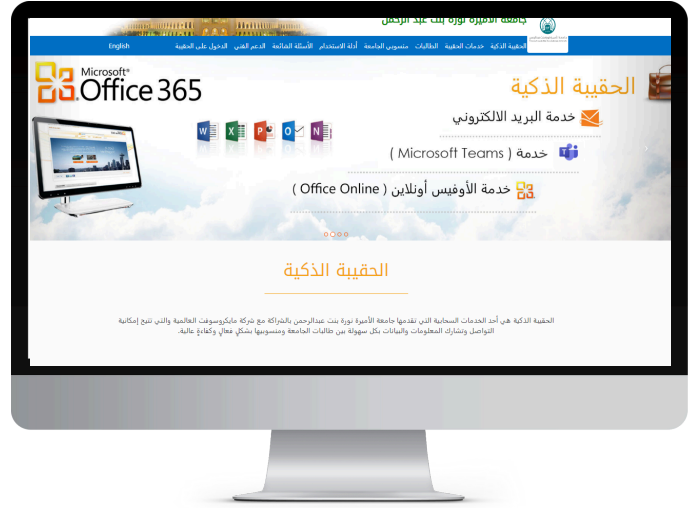 جامعة الأميرة نورة بنت عبد الرحمن
الحقيبة الذكية خدمات الحقيبة الطالبات منسوبي الجامعة أدلة الاستخدام الأسئلة الشائعة الدعم الفني الدخول على الحقيبة English
Microsoft®
Office 365
الحقيبة الذكية
خدمة البريد الالكتروني
خدمة ( Microsoft Teams )
خدمة الأوفيس أونلاين ( Office Online )
W X P O N
الحقيبة الذكية
الحقيبة الذكية هي أحد الخدمات السحابية التي تقدمها جامعة الأميرة نورة بنت عبدالرحمن بالشراكة مع شركة مايكروسوفت العالمية والتي تتيح إمكانية
التواصل وتشارك المعلومات والبيانات بكل سهولة بين طالبات الجامعة ومنسوبيها بشكلٍ فعالٍ وكفاءةٍ عالية.